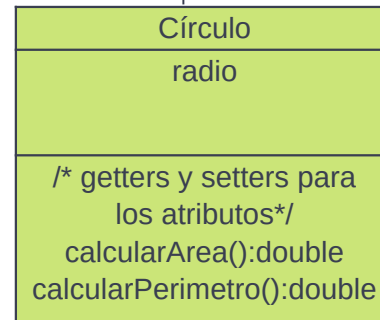 Círculo
radio
/* getters y setters para
los atributos*/
calcularArea():double
calcularPerimetro():double